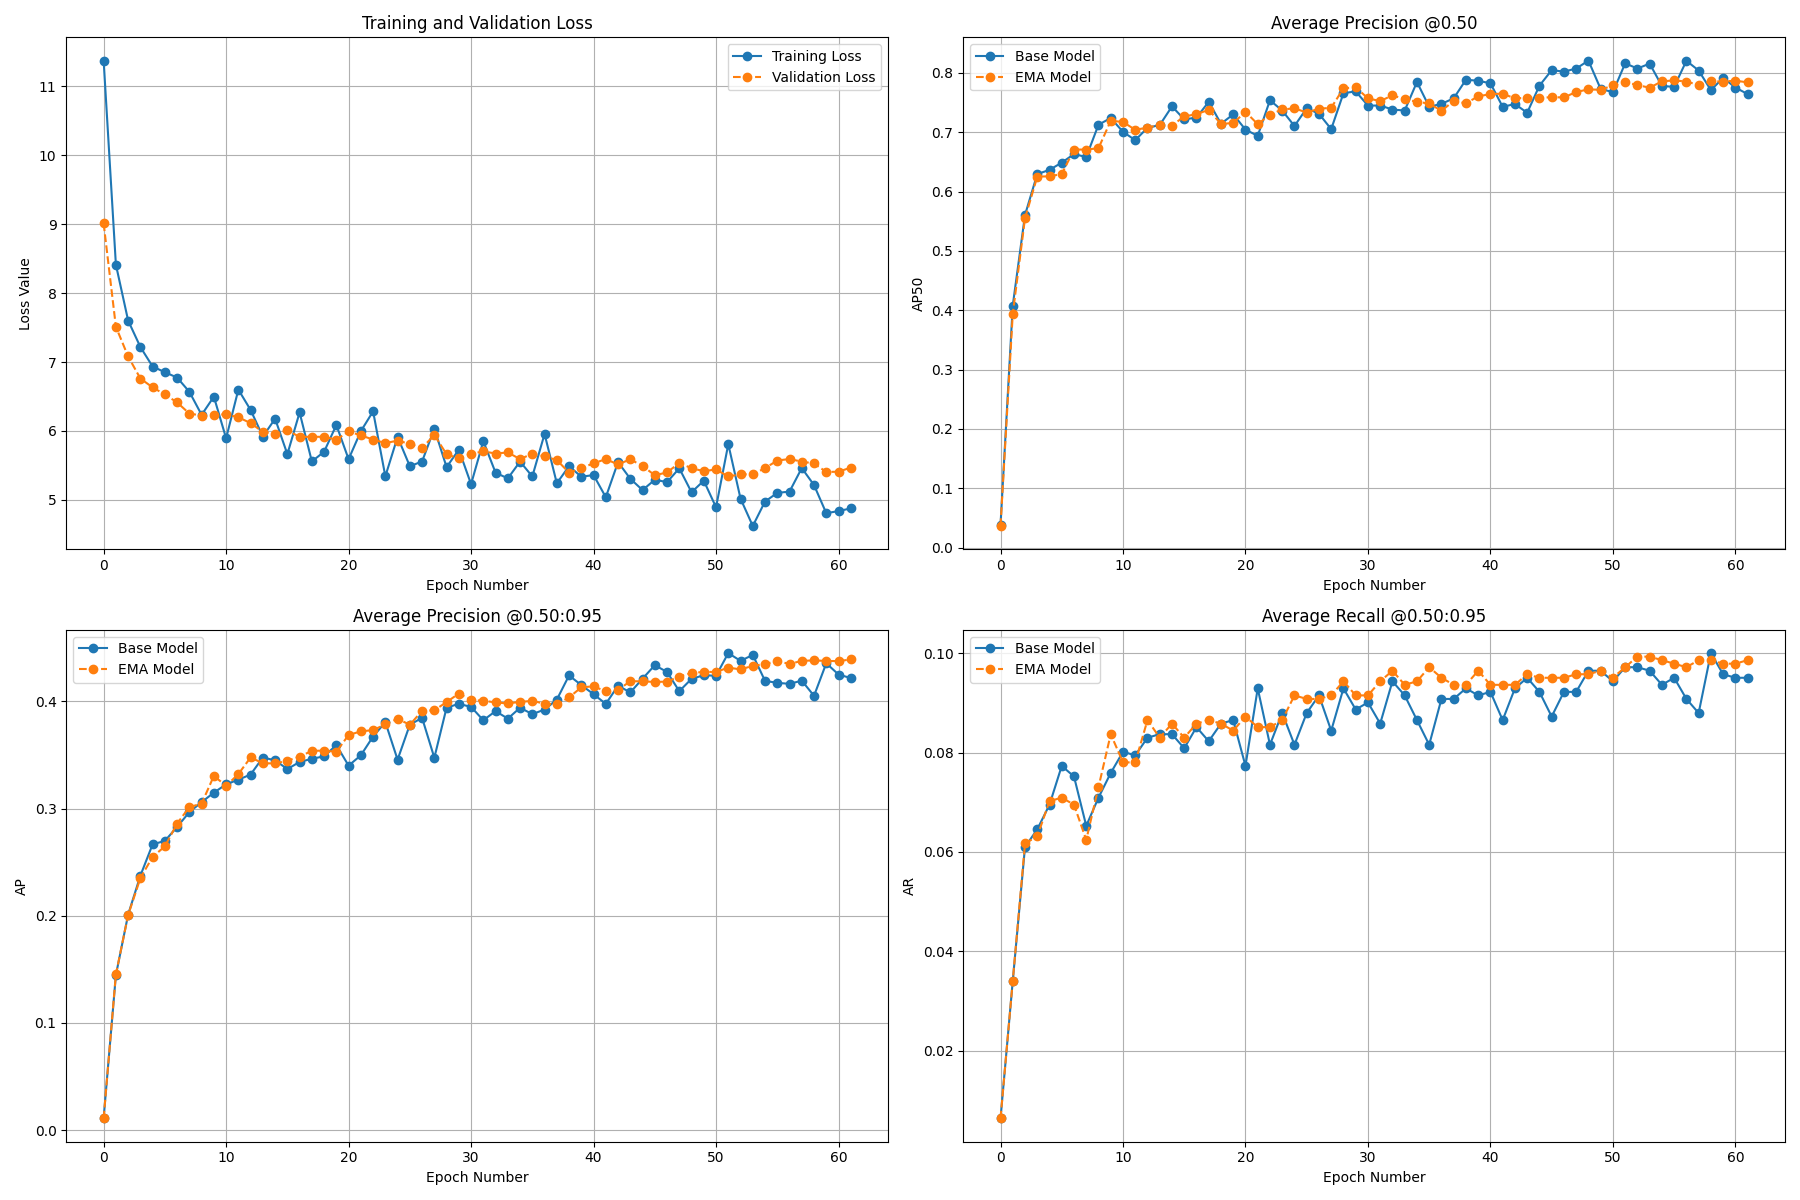 Training and Validation Loss
Training Loss
Validation Loss
Loss Value
11
10
9
8
7
6
5
0 10 20 30 40 50 60
Epoch Number
Average Precision @0.50
Base Model
EMA Model
AP50
0.8
0.7
0.6
0.5
0.4
0.3
0.2
0.1
0.0
0 10 20 30 40 50 60
Epoch Number
Average Precision @0.50:0.95
Base Model
EMA Model
AP
0.4
0.3
0.2
0.1
0.0
0 10 20 30 40 50 60
Epoch Number
Average Recall @0.50:0.95
Base Model
EMA Model
AR
0.10
0.08
0.06
0.04
0.02
0 10 20 30 40 50 60
Epoch Number